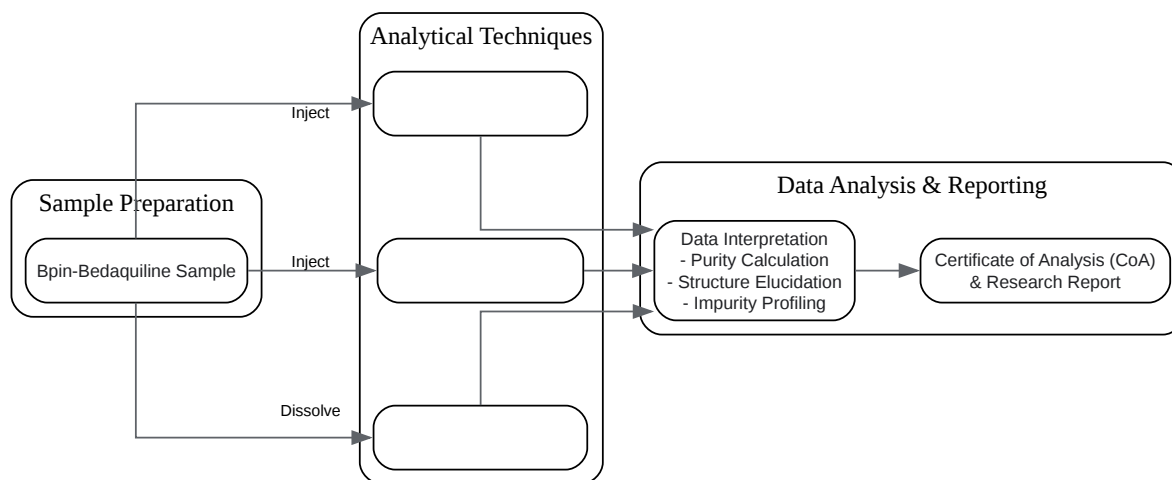 Analytical Techniques
Inject
Sample Preparation
Bpin-Bedaquiline Sample
Inject
Dissolve
Data Analysis & Reporting
Data Interpretation
- Purity Calculation
- Structure Elucidation
- Impurity Profiling
Certificate of Analysis (CoA)
& Research Report